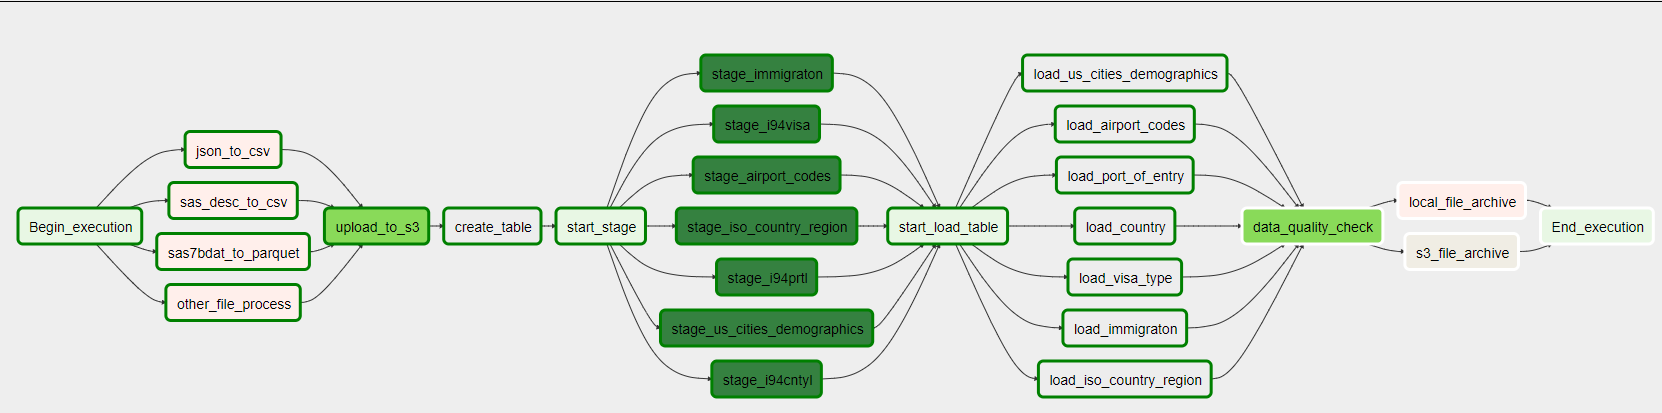 Begin_execution
json_to_csv
sas_desc_to_csv
sas7bdat_to_parquet
other_file_process
upload_to_s3
create_table
start_stage
stage_immigraton
stage_i94visa
stage_airport_codes
stage_iso_country_region
stage_i94prtl
stage_us_cities_demographics
stage_i94cntyl
start_load_table
load_us_cities_demographics
load_airport_codes
load_port_of_entry
load_country
load_visa_type
load_immigraton
load_iso_country_region
data_quality_check
local_file_archive
s3_file_archive
End_execution